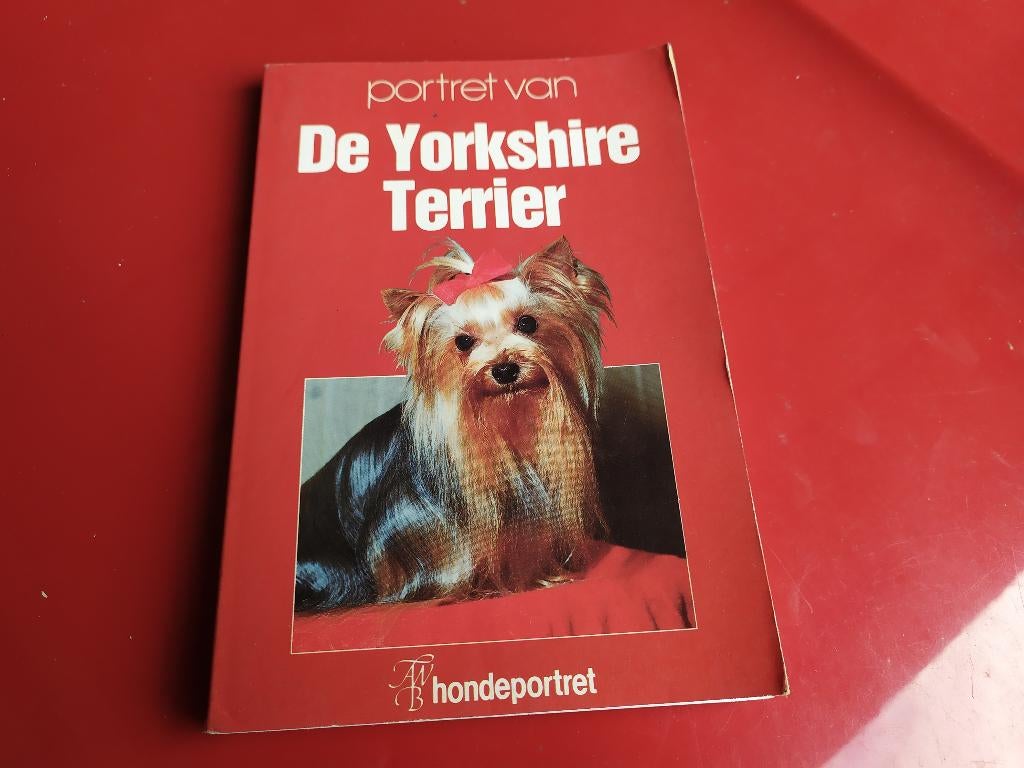 portret van
De Yorkshire
Terrier
AWB hondeportret